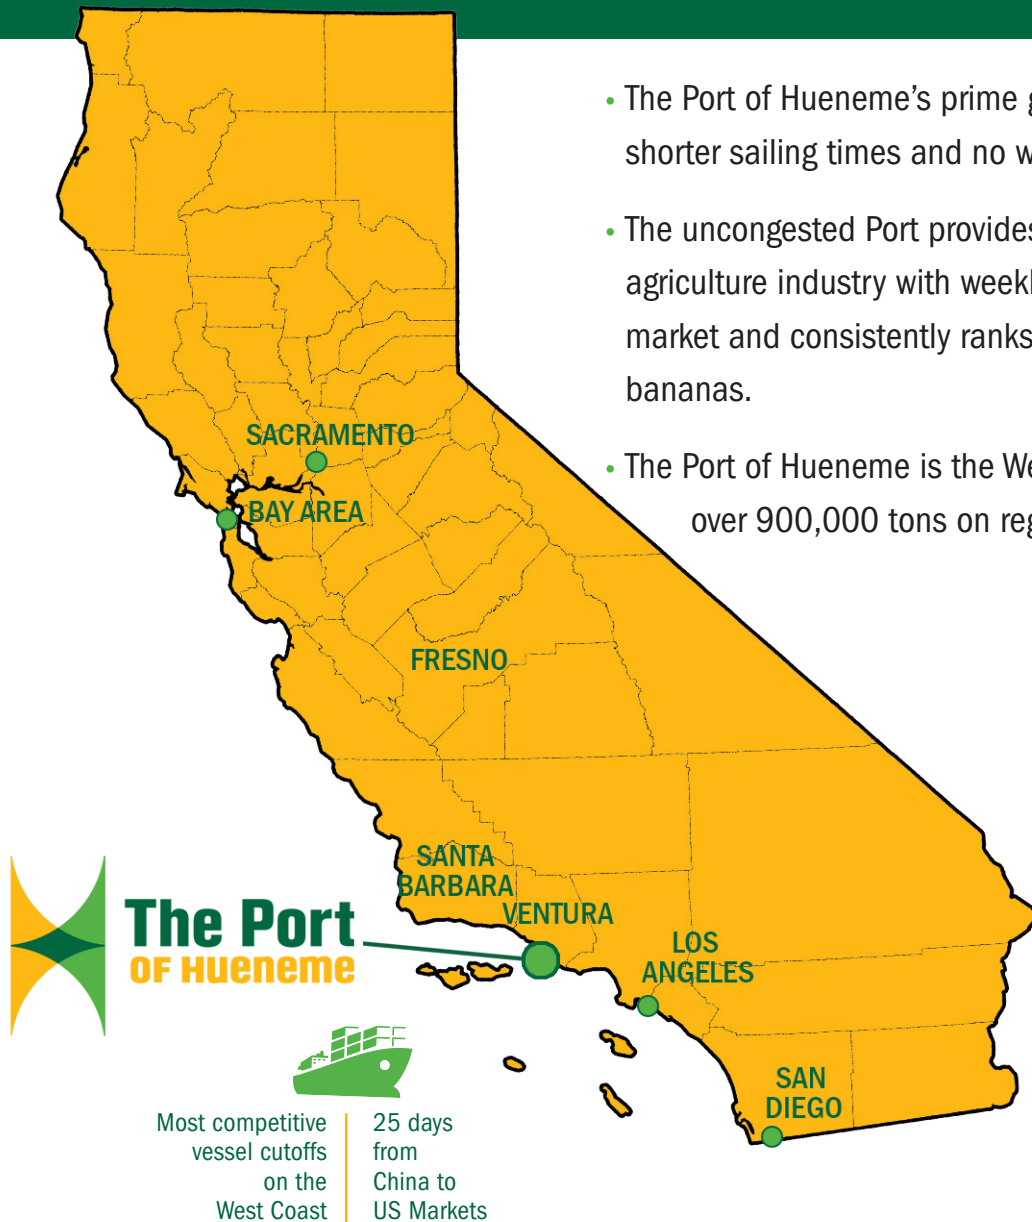 • The Port of Hueneme’s prime
shorter sailing times and no
• The uncongested Port provides
agriculture industry with
market and consistently ranks
bananas.
• The Port of Hueneme is the
over 900,000 tons on
SACRAMENTO
BAY AREA
FRESNO
SANTA
BARBARA
VENTURA
The Port
OF Hueneme
LOS
ANGELES
SAN
DIEGO
Most competitive
vessel cutoffs
on the
West Coast
25 days
from
China to
US Markets